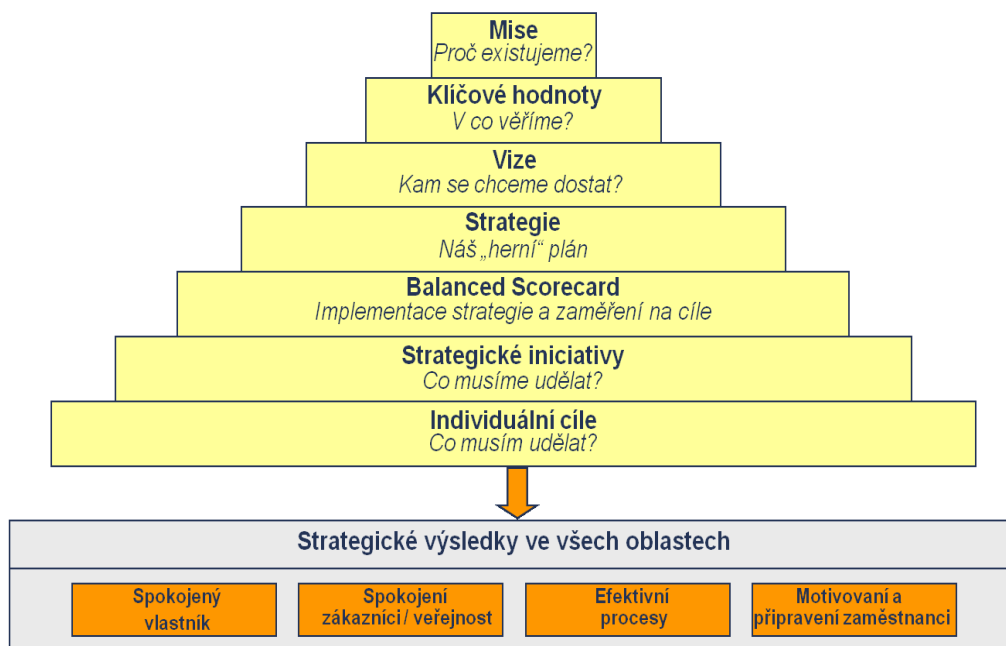 Mise
Proč existujeme?
Klíčové hodnoty
V co věříme?
Vize
Kam se chceme dostat?
Strategie
Náš „herní“ plán
Balanced Scorecard
Implementace strategie a zaměření na cíle
Strategické iniciativy
Co musíme udělat?
Individuální cíle
Co musím udělat?
Strategické výsledky ve všech oblastech
Spokojený
vlastník
Spokojení
zákazníci / veřejnost
Efektivní
procesy
Motivovaní a
připravení zaměstnanci